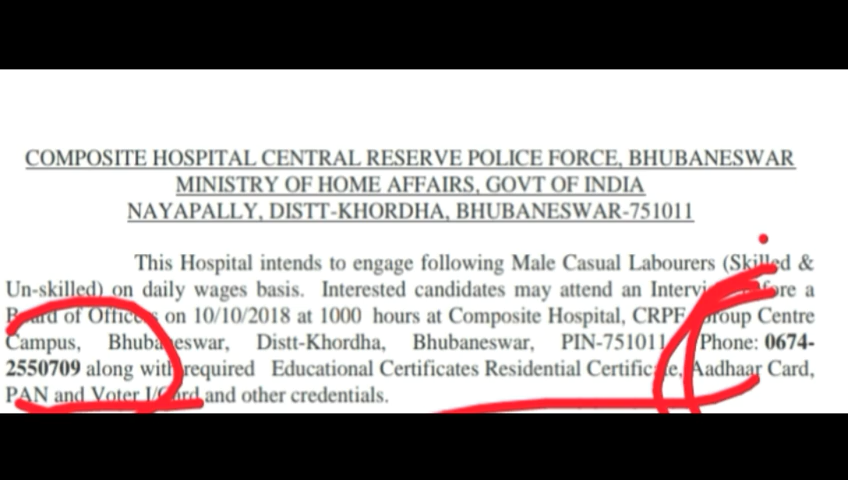 COMPOSITE HOSPITAL CENTRAL RESERVE POLICE FORCE, BHUBANESWAR
MINISTRY OF HOME AFFAIRS, GOVT OF INDIA
NAYAPALLY, DISTT-KHORDHA, BHUBANESWAR-751011
This Hospital intends to engage following Male Casual Labourers (Skilled &
Un-skilled) on daily wages basis. Interested candidates may attend an Interview before a
Board of Officers on 10/10/2018 at 1000 hours at Composite Hospital, CRPF, Group Centre
Campus, Bhubaneswar, Distt-Khordha, Bhubaneswar, PIN-751011 Phone: 0674-
2550709 along with required Educational Certificates Residential Certificate, Aadhaar Card,
PAN and Voter I/Card and other credentials.